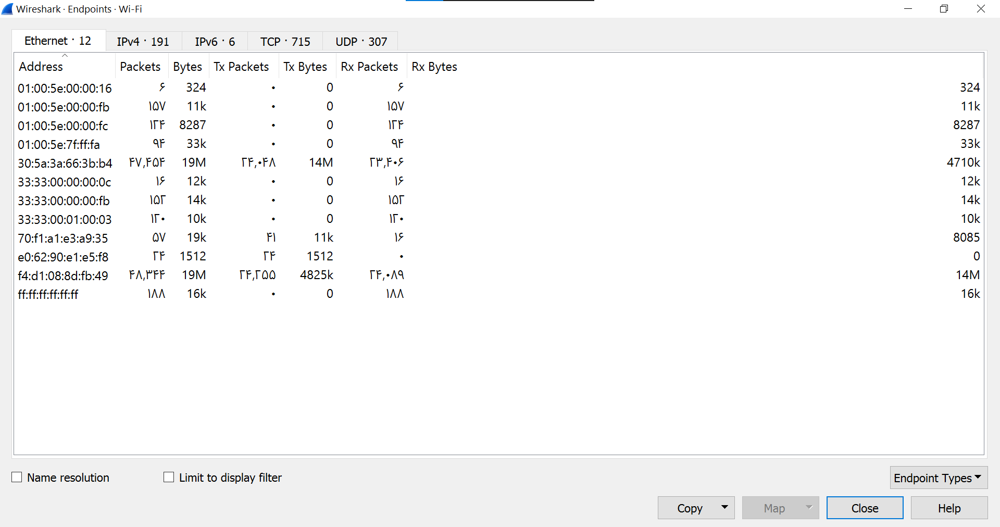 Wireshark · Endpoints · Wi-Fi
Ethernet · 12 IPv4 · 191 IPv6 · 6 TCP · 715 UDP · 307
Address Packets Bytes Tx Packets Tx Bytes Rx Packets Rx Bytes
01:00:5e:00:00:16 ۶ 324 ۰ 0 ۶ 324
01:00:5e:00:00:fb ۱۵۷ 11k ۰ 0 ۱۵۷ 11k
01:00:5e:00:00:fc ۱۲۴ 8287 ۰ 0 ۱۲۴ 8287
01:00:5e:7f:ff:fa ۹۴ 33k ۰ 0 ۹۴ 33k
30:5a:3a:66:3b:b4 ۴۷,۴۵۴ 19M ۲۴,۰۴۸ 14M ۲۳,۴۰۶ 4710k
33:33:00:00:00:0c ۱۶ 12k ۰ 0 ۱۶ 12k
33:33:00:00:00:fb ۱۵۲ 14k ۰ 0 ۱۵۲ 14k
33:33:00:01:00:03 ۱۲۰ 10k ۰ 0 ۱۲۰ 10k
70:f1:a1:e3:a9:35 ۵۷ 19k ۴۱ 11k ۱۶ 8085
e0:62:90:e1:e5:f8 ۲۴ 1512 ۲۴ 1512 ۰ 0
f4:d1:08:8d:fb:49 ۴۸,۳۴۴ 19M ۲۴,۲۵۵ 4825k ۲۴,۰۸۹ 14M
ff:ff:ff:ff:ff:ff ۱۸۸ 16k ۰ 0 ۱۸۸ 16k
Name resolution Limit to display filter Endpoint Types
Copy Map Close Help